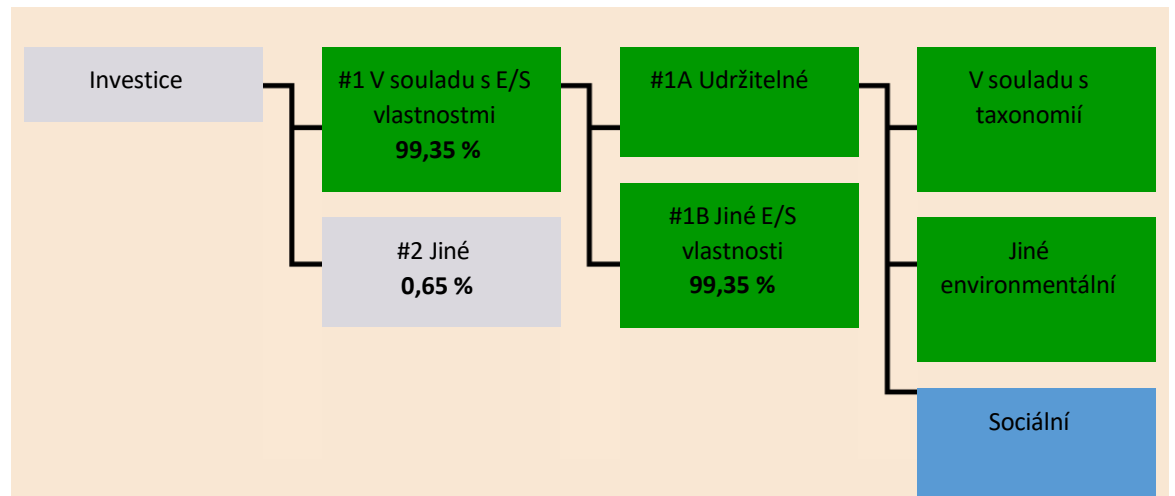 Investice
#1 V souladu s E/S
vlastnostmi
99,35 %
#2 Jiné
0,65 %
#1A Udržitelné
#1B Jiné E/S
vlastnosti
99,35 %
V souladu s
taxonomií
Jiné
environmentální
Sociální